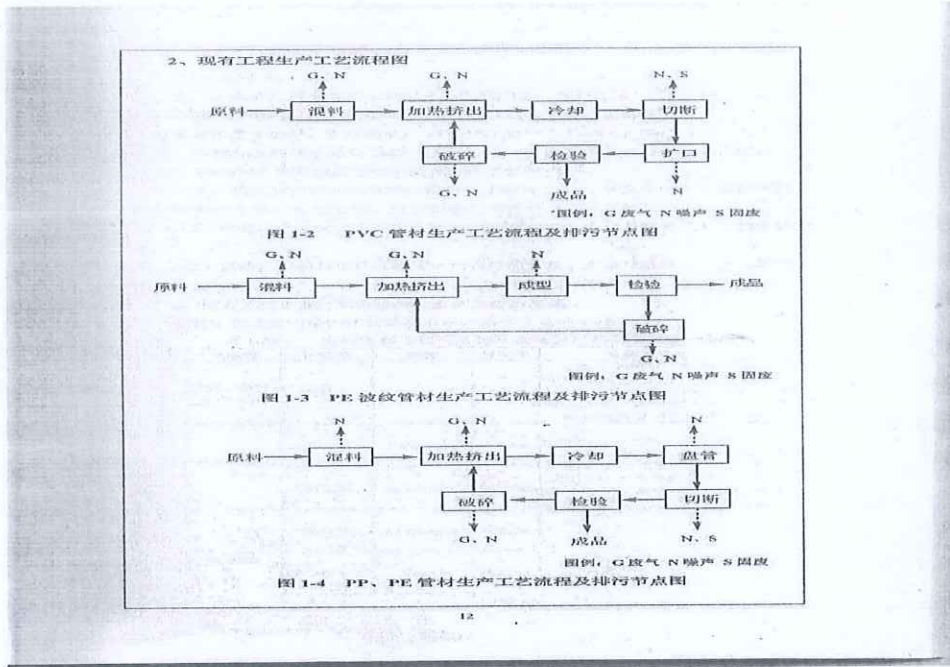 2、现有工程生产工艺流程图
G、N G、N N、S
原料 混料 加热挤出 冷却 切断
破碎 检验 扩口
G、N 成品 N
图例：G废气 N噪声 S固废
图1-2 PVC管材生产工艺流程及排污节点图
G、N G、N N
原料 混料 加热挤出 成型 检验 成品
破碎
G、N
图例：G废气 N噪声 S固废
图1-3 PE波纹管材生产工艺流程及排污节点图
N G、N N
原料 混料 加热挤出 冷却 盘管
破碎 检验 切断
G、N 成品 N、S
图例：G废气 N噪声 S固废
图1-4 PP、PE管材生产工艺流程及排污节点图
12